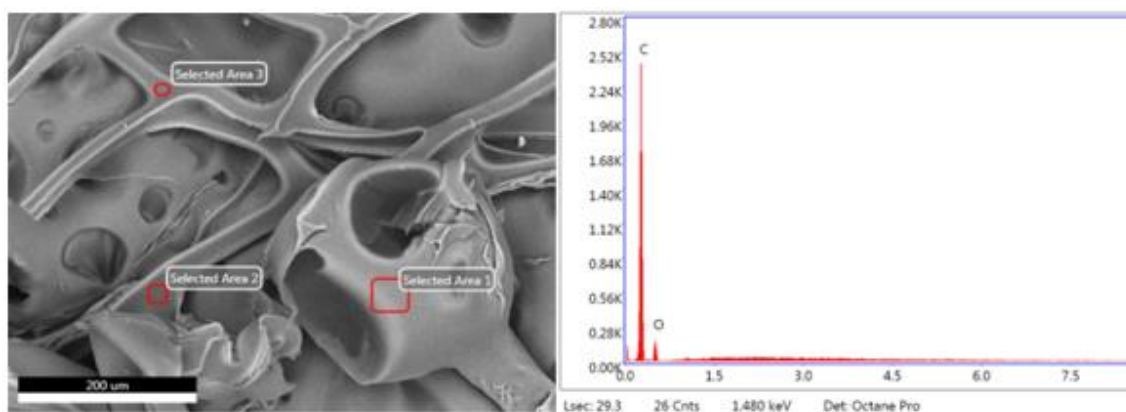 Selected Area 3
Selected Area 2
Selected Area 1
200 um
2.80K
2.52K
2.24K
1.96K
1.68K
1.40K
1.12K
0.84K
0.56K
0.28K
0.00K
C
O
0.0
1.5
3.0
4.5
6.0
7.5
Lsec: 29.3 26 Cnts 1.480 keV Det: Octane Pro